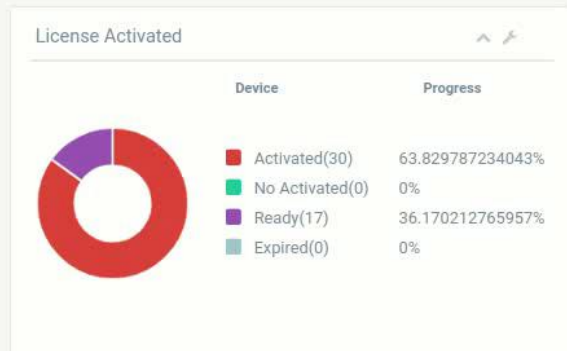 License Activated
Device Progress
Activated(30) 63.829787234043%
No Activated(0) 0%
Ready(17) 36.170212765957%
Expired(0) 0%